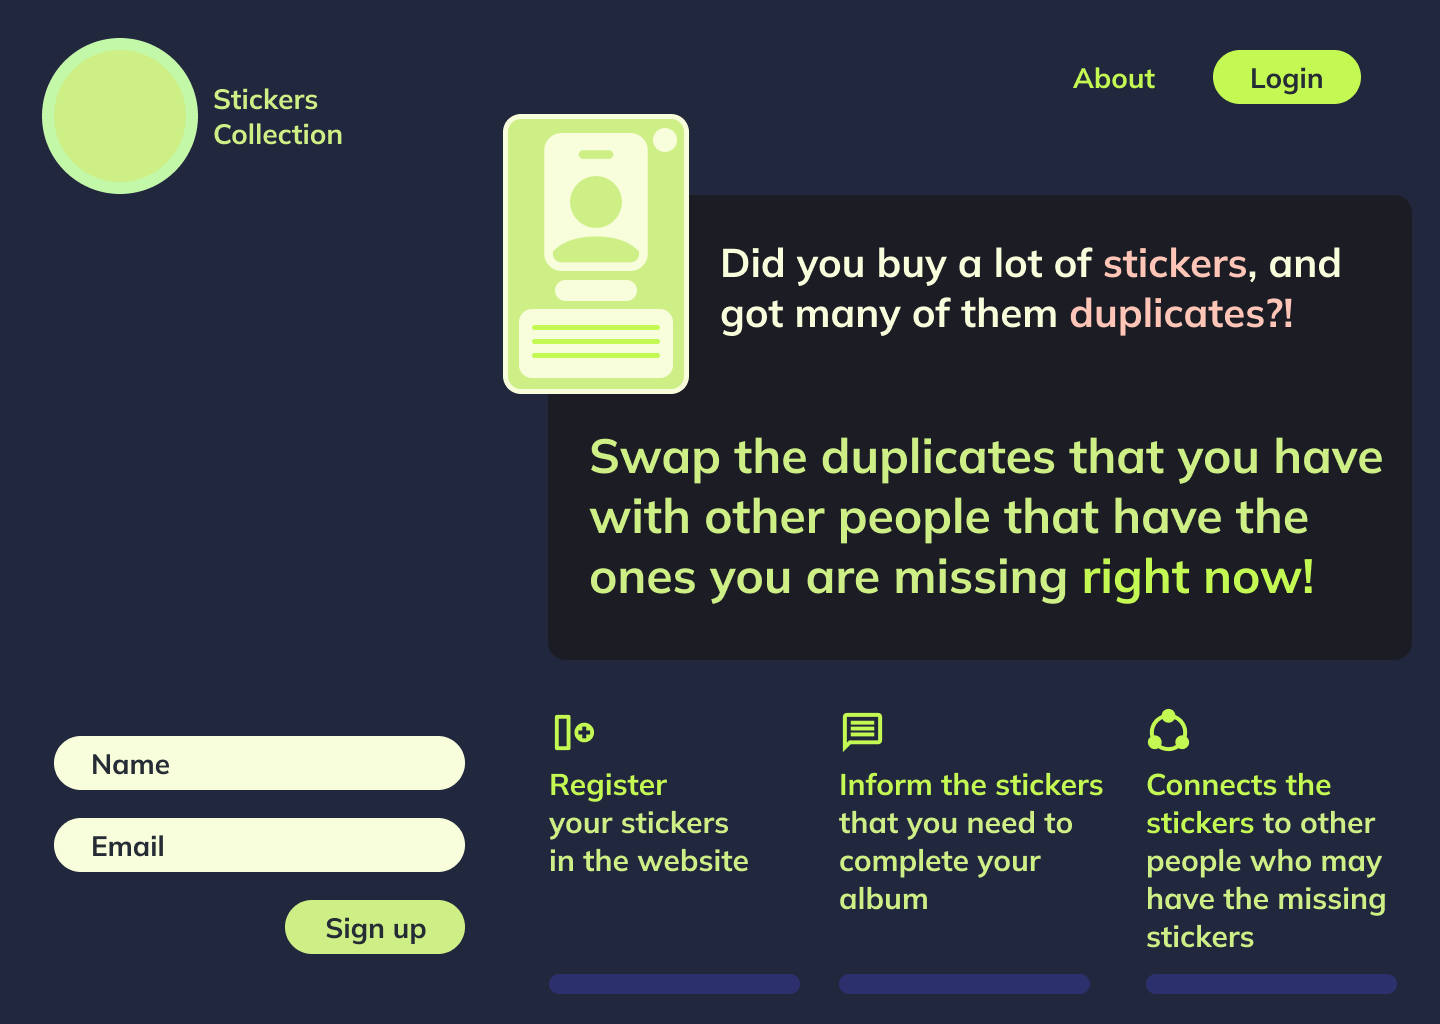 Stickers
Collection
About
Login
Did you buy a lot of stickers, and
got many of them duplicates?!
Swap the duplicates that you have
with other people that have the
ones you are missing right now!
Name
Email
Sign up
Register
your stickers
in the website
Inform the stickers
that you need to
complete your
album
Connects the
stickers to other
people who may
have the missing
stickers